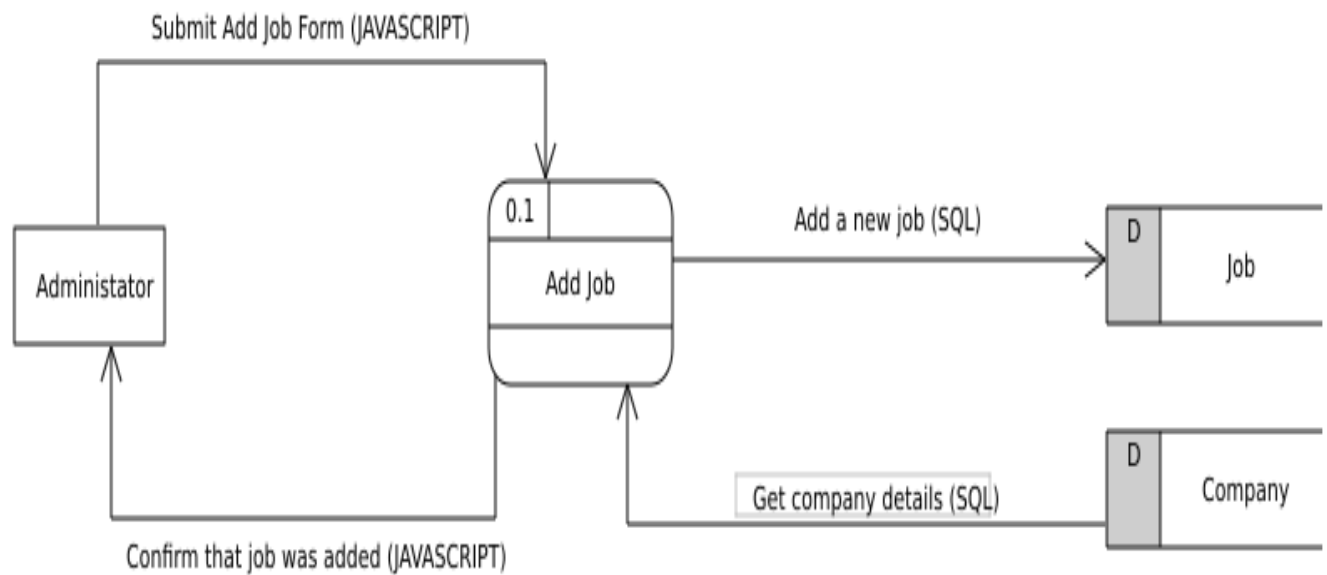 Submit Add Job Form (JAVASCRIPT)
0.1
Add a new job (SQL)
D
Job
Administator
Add Job
D
Company
Get company details (SQL)
Confirm that job was added (JAVASCRIPT)